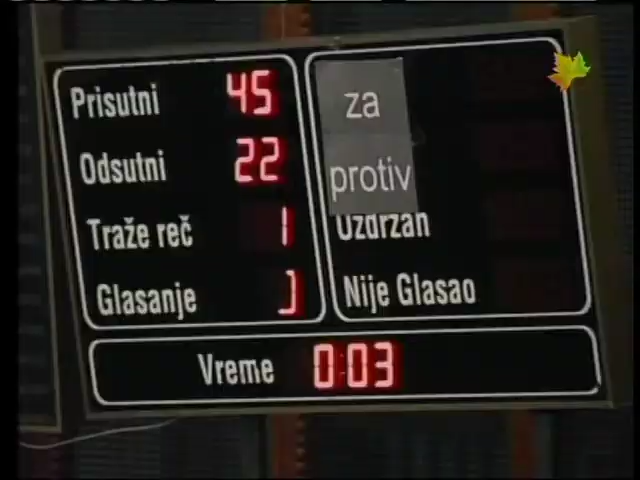 Prisutni 45
Odsutni 22
Traže reč 1
Glasanje
za
protiv
Uzdržan
Nije Glasao
Vreme 0:03